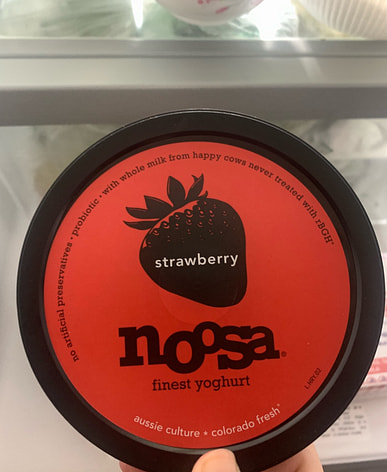 no artificial preservatives • probiotic • with whole milk from happy cows never treated with rBGH*
strawberry
noosa®
finest yoghurt
aussie culture • colorado fresh*